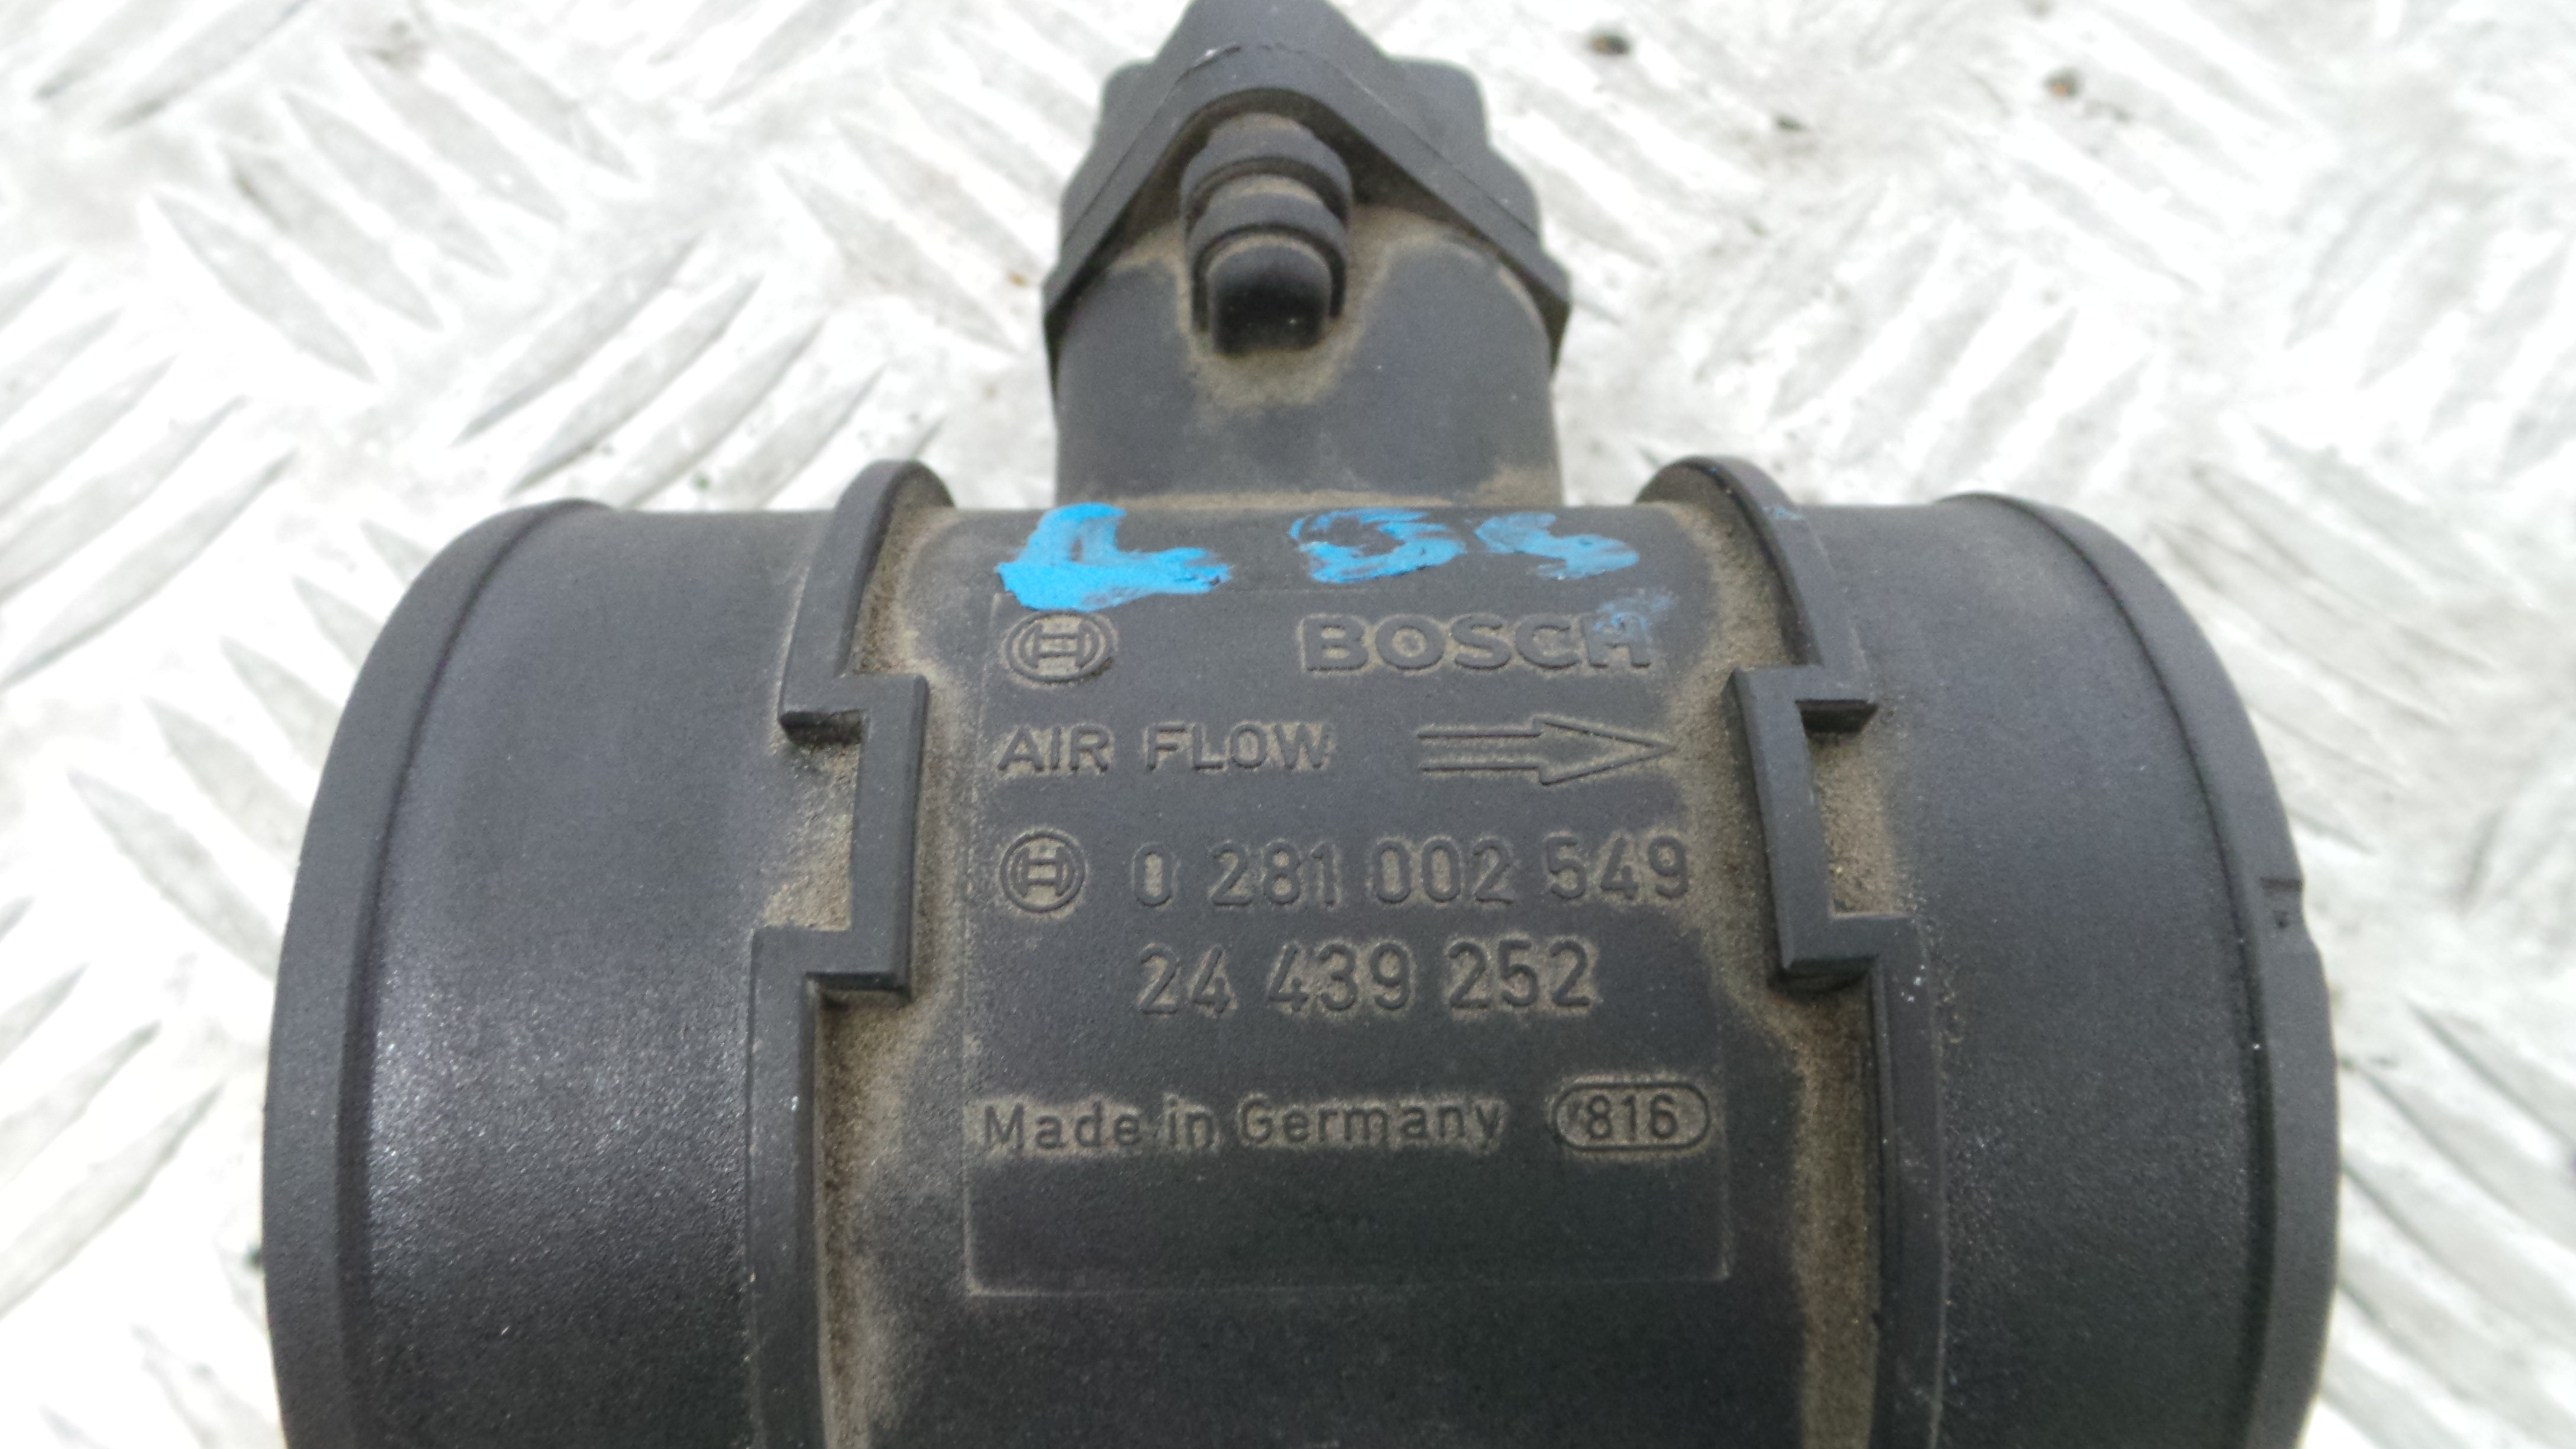 BOSCH
AIR FLOW
0 281 002 549
24 439 252
Made in Germany 816